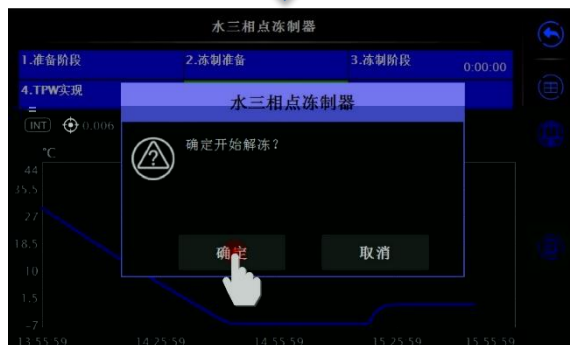 水三相点冻制器
1.准备阶段 2.冻制准备 3.冻制阶段 0:00:00
4.TPW实现
水三相点冻制器
INT 0.006
确定开始解冻？
℃
44
35.5
27
18.5
10
1.5
-7
确定 取消
13:55:59 14:25:59 14:55:59 15:25:59 15:55:59